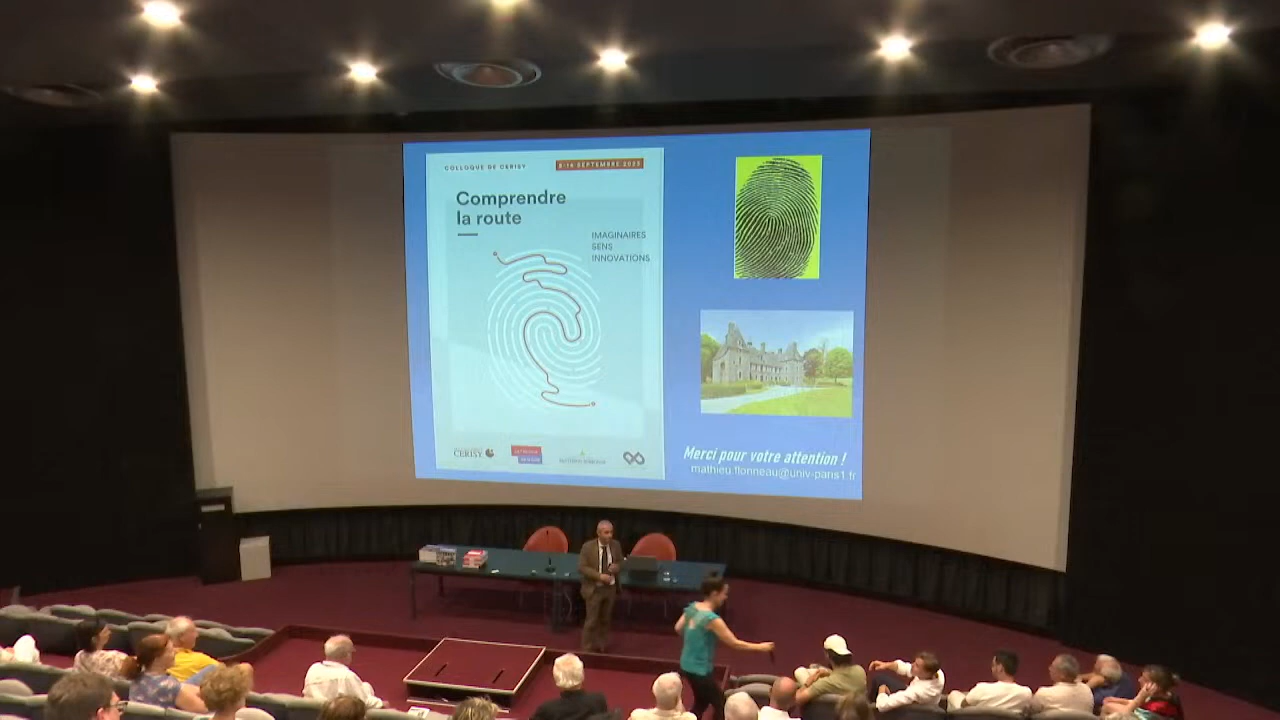 COLLOQUE DE CERISY
8-14 SEPTEMBRE 2023
Comprendre
la route
IMAGINAIRES
SENS
INNOVATIONS
CERISY
Merci pour votre attention !
mathieu.flonneau@univ-paris1.fr